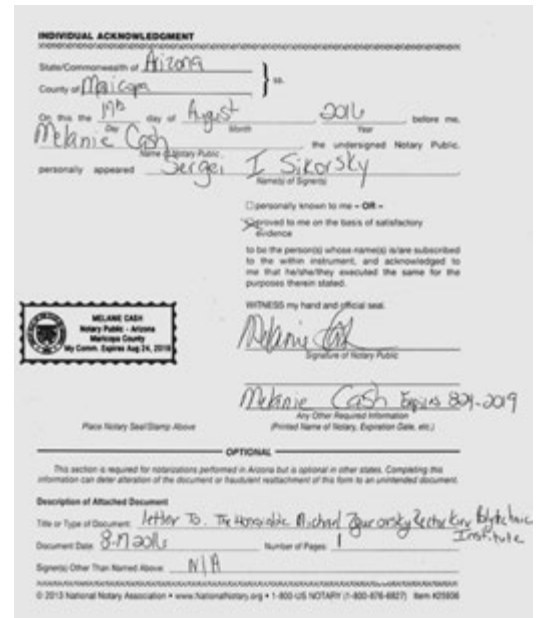 INDIVIDUAL ACKNOWLEDGMENT
State/Commonwealth of Arizona
County of Maricopa } ss.
On this the 17th day of August 2016 before me,
Day Month Year
Melanie Cash the undersigned Notary Public,
Name of Notary Public
personally appeared Sergei I Sikorsky
Name(s) of Signer(s)
personally known to me – OR –
proved to me on the basis of satisfactory
evidence
to be the person(s) whose name(s) is/are subscribed
to the within instrument, and acknowledged to
me that he/she/they executed the same for the
purposes therein stated.
WITNESS my hand and official seal.
MELANIE CASH
Notary Public - Arizona
Maricopa County
My Comm. Expires Aug 24, 2019
Melanie Cash
Signature of Notary Public
Melanie Cash Expires 8-24-2019
Any Other Required Information
(Printed Name of Notary, Expiration Date, etc.)
Place Notary Seal/Stamp Above
OPTIONAL
This section is required for notarizations performed in Arizona but is optional in other states. Completing this
information can deter alteration of the document or fraudulent reattachment of this form to an unintended document.
Description of Attached Document
Title or Type of Document: letter To. The Honorable Michael Polytechnic
Institute
Document Date: 8-17 2016 Number of Pages: 1
Signer(s) Other Than Named Above: N/A
© 2013 National Notary Association • www.NationalNotary.org • 1-800-US NOTARY (1-800-876-6827) Item #25936